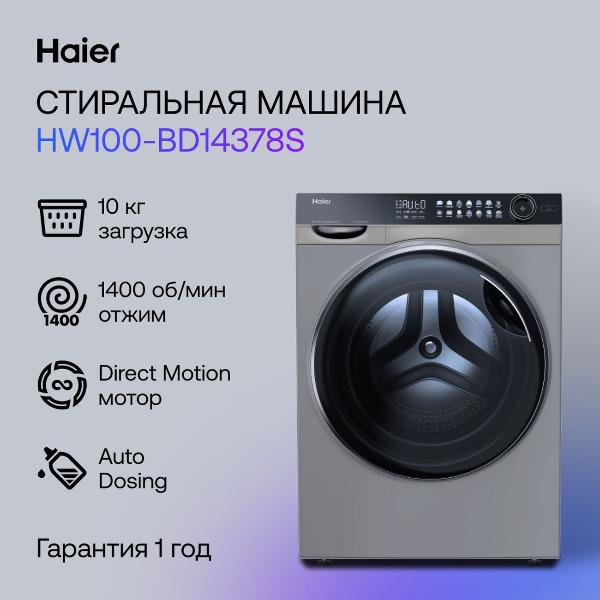 Haier
СТИРАЛЬНАЯ МАШИНА
HW100-BD14378S
10 кг
загрузка
1400 об/мин
отжим
1400
Direct Motion
мотор
Auto
Dosing
Гарантия 1 год
Haier
AUtO